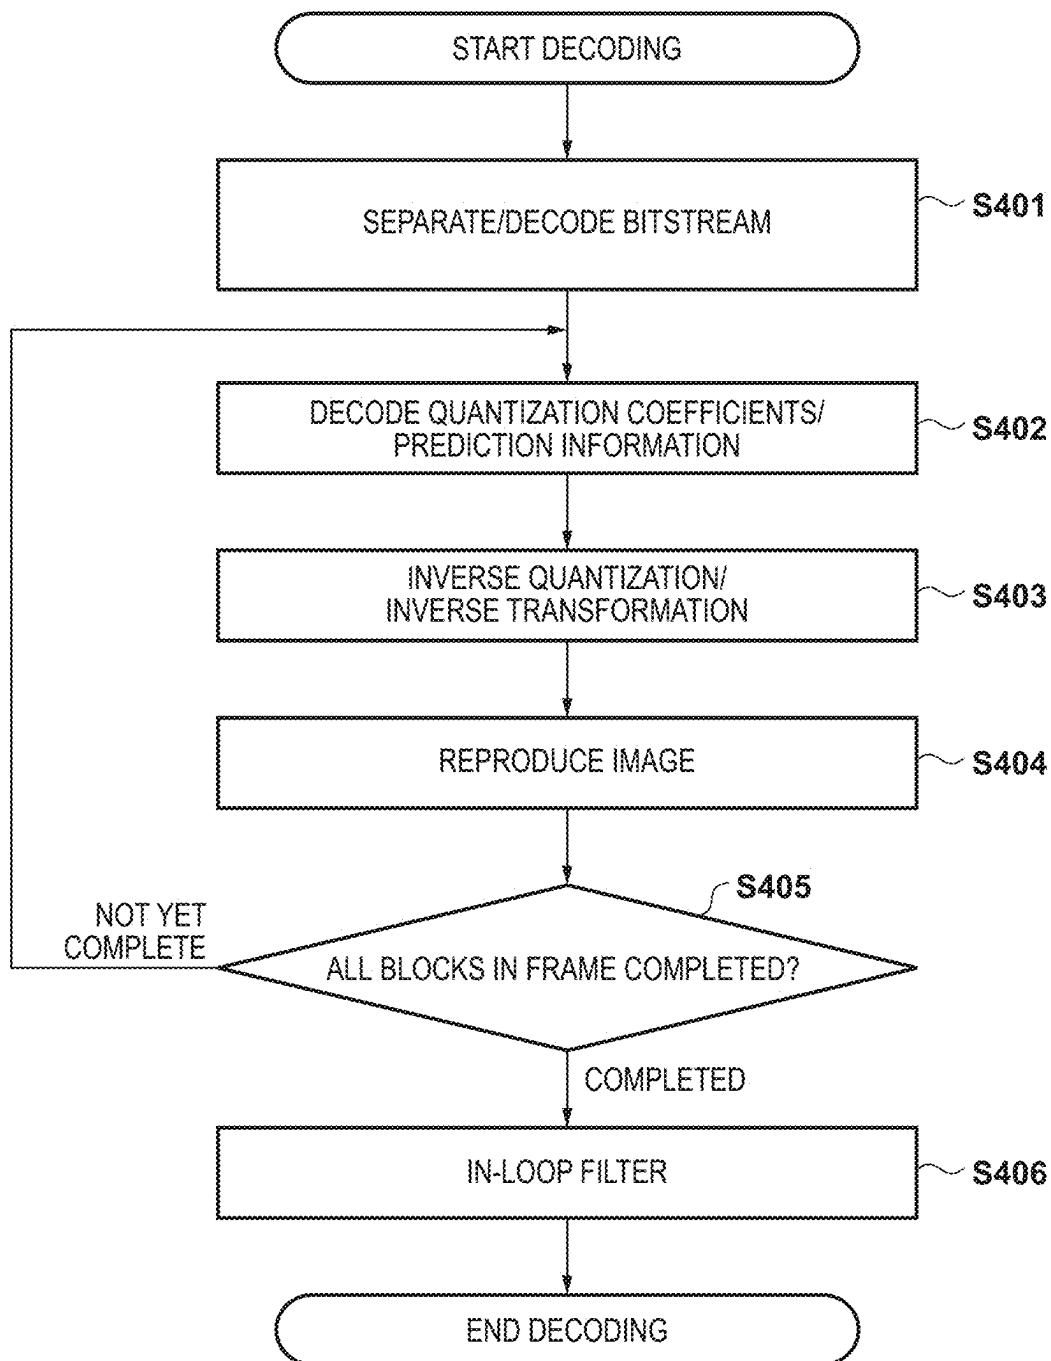 START DECODING
SEPARATE/DECODE BITSTREAM
S401
DECODE QUANTIZATION COEFFICIENTS/
PREDICTION INFORMATION
S402
INVERSE QUANTIZATION/
INVERSE TRANSFORMATION
S403
REPRODUCE IMAGE
S404
S405
NOT YET
COMPLETE
ALL BLOCKS IN FRAME COMPLETED?
COMPLETED
IN-LOOP FILTER
S406
END DECODING